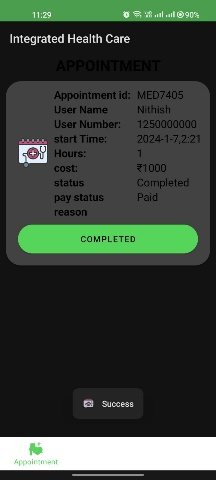 11:29
90%
Integrated Health Care
APPOINTMENT
Appointment id: MED7405
User Name Nithish
User Number: 1250000000
start Time: 2024-1-7,2:21
Hours: 1
cost: ₹1000
status Completed
pay status Paid
reason
COMPLETED
Success
Appointment